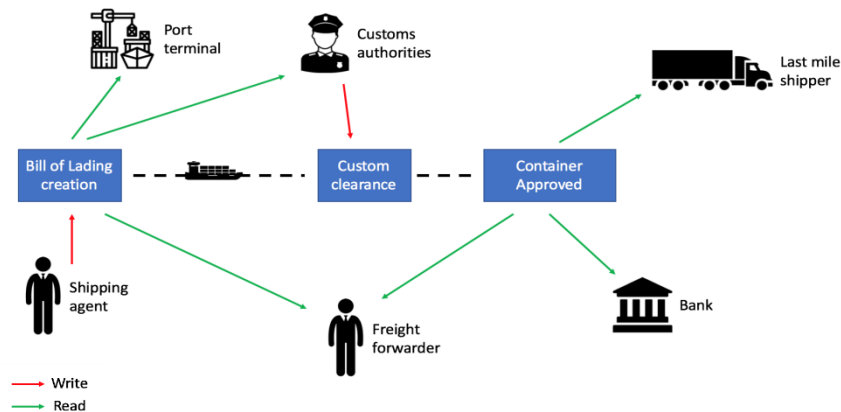 Port
terminal
Customs
authorities
Last mile
shipper
Bill of Lading
creation
Custom
clearance
Container
Approved
Shipping
agent
Freight
forwarder
Bank
Write
Read